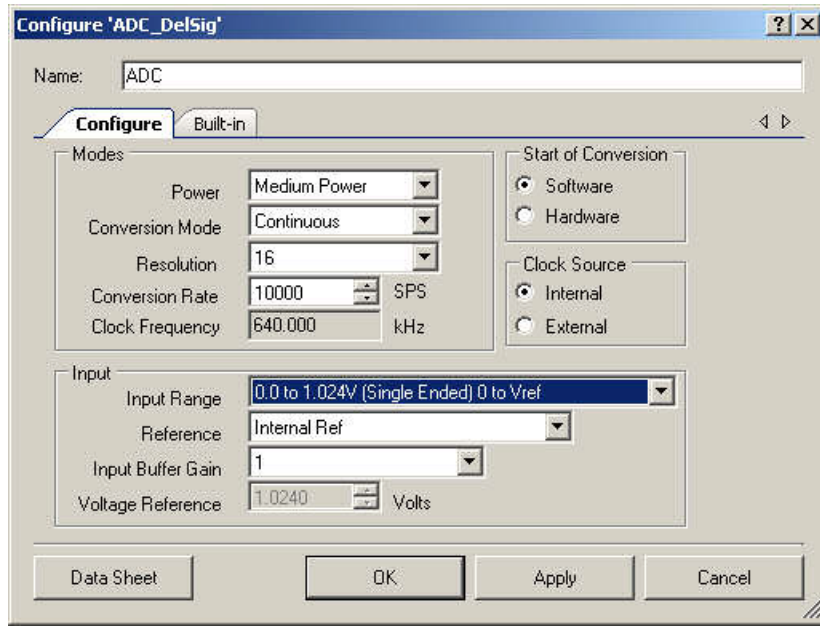 Configure 'ADC_DelSig'
Name: ADC
Configure Built-in
Modes
Power Medium Power
Conversion Mode Continuous
Resolution 16
Conversion Rate 10000 SPS
Clock Frequency 640.000 kHz
Start of Conversion
Software
Hardware
Clock Source
Internal
External
Input
Input Range 0.0 to 1.024V (Single Ended) 0 to Vref
Reference Internal Ref
Input Buffer Gain 1
Voltage Reference 1.0240 Volts
Data Sheet OK Apply Cancel